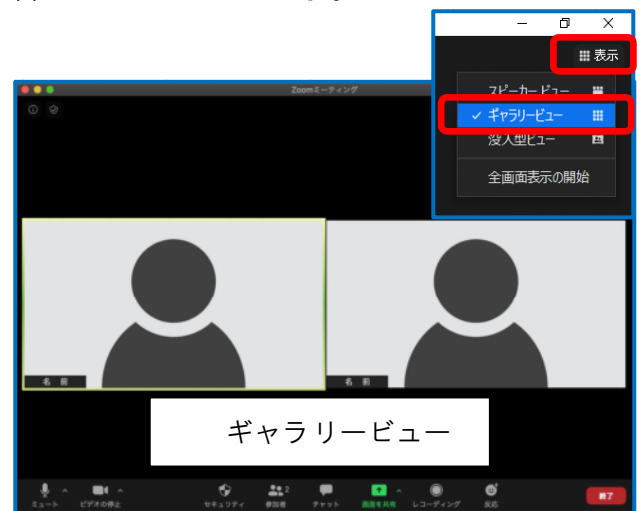 表示
スピーカービュー
✓ ギャラリービュー
没入型ビュー
全画面表示の開始
Zoomミーティング
名 前
名 前
ギャラリービュー
ミュート
ビデオの停止
セキュリティ
参加者
2
チャット
画面を共有
レコーディング
反応
終了